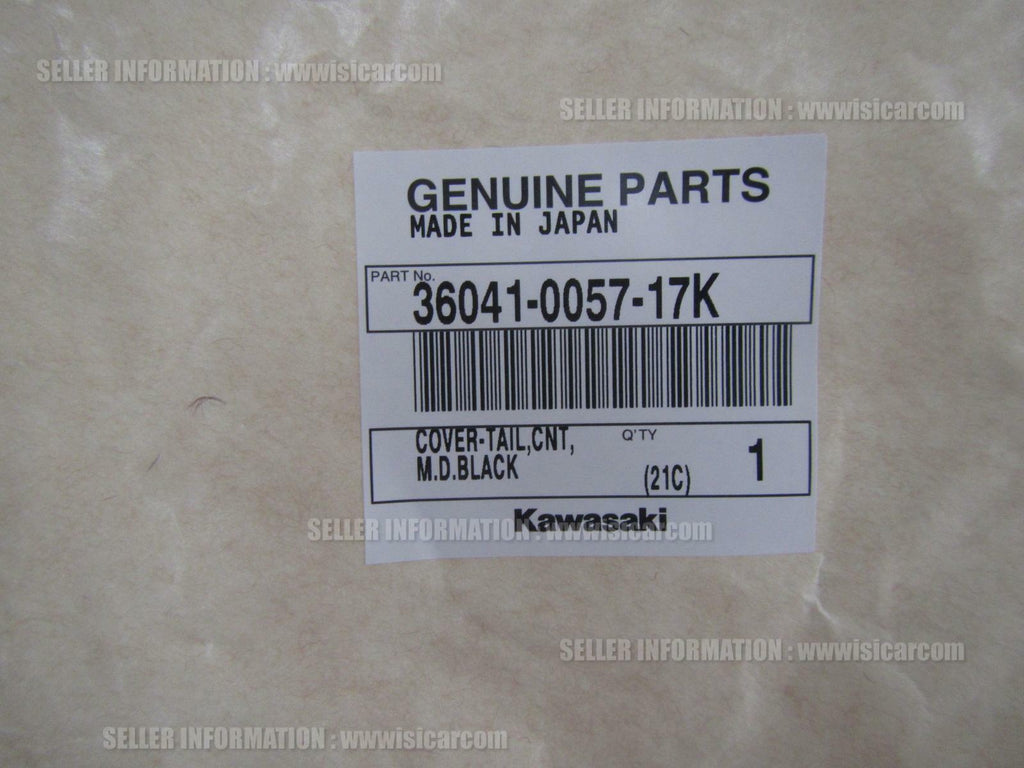 SELLER INFORMATION : wwwisicarcom
SELLER INFORMATION : wwwisicarcom
GENUINE PARTS
MADE IN JAPAN
PART No.
36041-0057-17K
COVER-TAIL,CNT, Q'TY
M.D.BLACK (21C) 1
Kawasaki
SELLER INFORMATION : wwwisicarcom
SELLER INFORMATION : wwwisicarcom
SELLER INFORMATION : wwwisicarcom